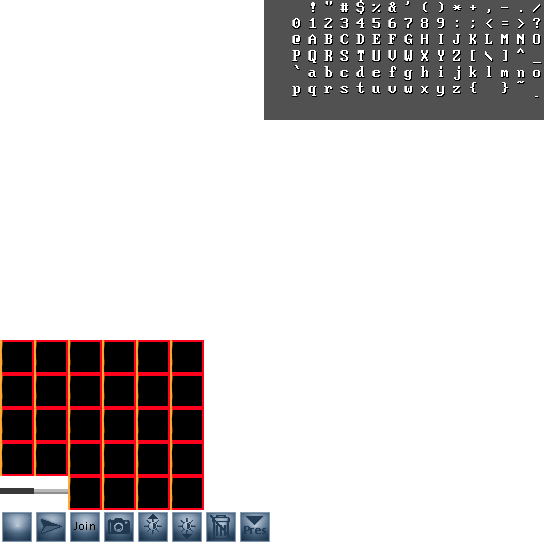 ! " # $ % & ' ( ) * + , - . /
0 1 2 3 4 5 6 7 8 9 : ; < = > ?
@ A B C D E F G H I J K L M N O
P Q R S T U V W X Y Z [ \ ] ^ _
` a b c d e f g h i j k l m n o
p q r s t u v w x y z { } ~
Join
Pres